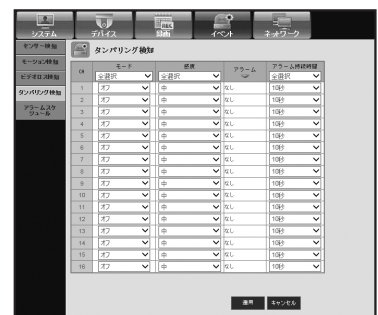 システム デバイス 録画 イベント ネットワーク
REC
センサー検知
モーション検知
ビデオロス検知
タンパリング検知
アラームスケジュール
タンパリング検知
CH モード 感度 アラーム アラーム持続時間
全選択 全選択 全選択
1 オフ 中 なし 10秒
2 オフ 中 なし 10秒
3 オフ 中 なし 10秒
4 オフ 中 なし 10秒
5 オフ 中 なし 10秒
6 オフ 中 なし 10秒
7 オフ 中 なし 10秒
8 オフ 中 なし 10秒
9 オフ 中 なし 10秒
10 オフ 中 なし 10秒
11 オフ 中 なし 10秒
12 オフ 中 なし 10秒
13 オフ 中 なし 10秒
14 オフ 中 なし 10秒
15 オフ 中 なし 10秒
16 オフ 中 なし 10秒
適用 キャンセル